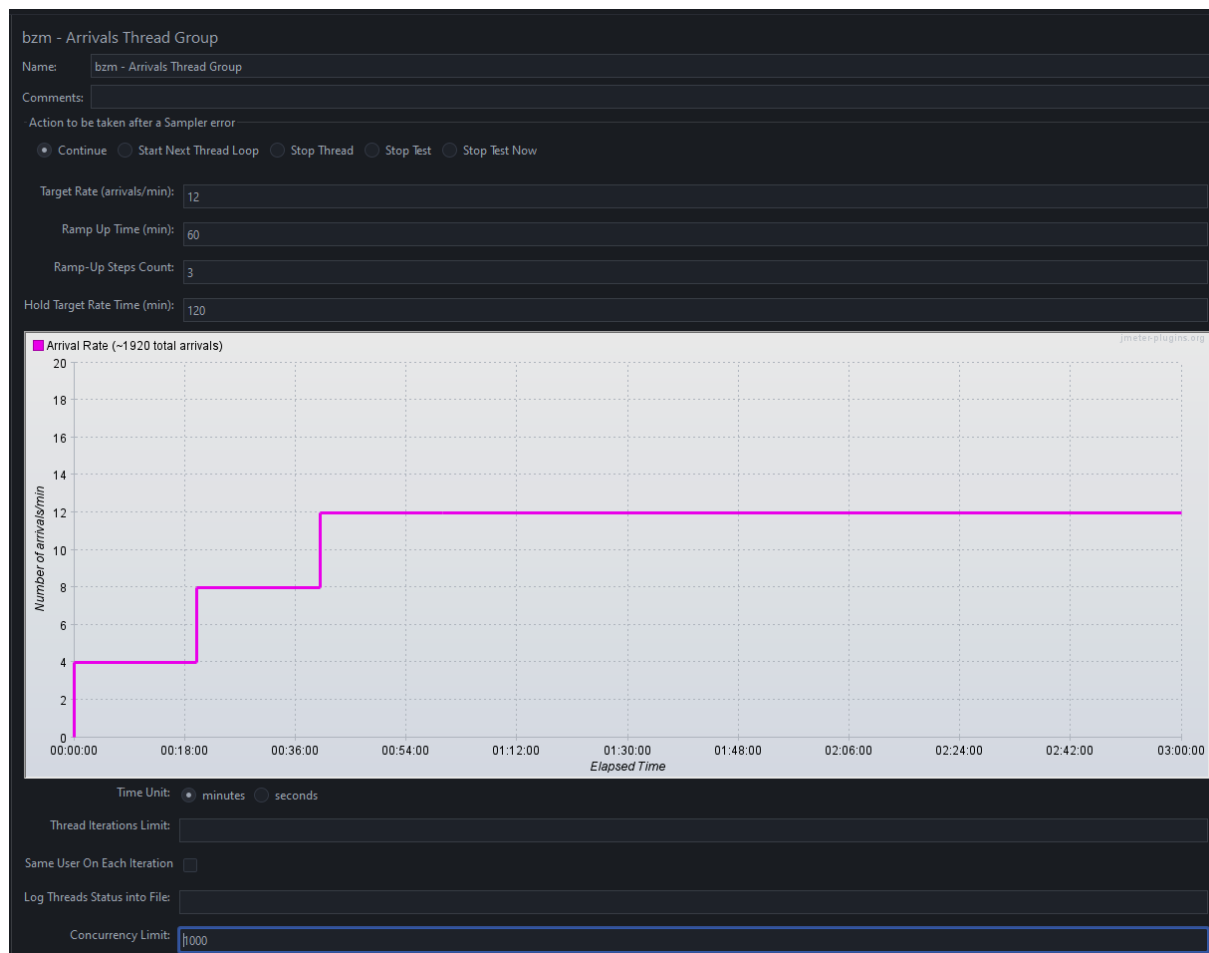 bzm - Arrivals Thread Group
Name: bzm - Arrivals Thread Group
Comments:
Action to be taken after a Sampler error
Continue Start Next Thread Loop Stop Thread Stop Test Stop Test Now
Target Rate (arrivals/min): 12
Ramp Up Time (min): 60
Ramp-Up Steps Count: 3
Hold Target Rate Time (min): 120
Arrival Rate (~1920 total arrivals)
jmeter-plugins.org
20
18
16
14
12
10
8
6
4
2
0
Number of arrivals/min
00:00:00 00:18:00 00:36:00 00:54:00 01:12:00 01:30:00 01:48:00 02:06:00 02:24:00 02:42:00 03:00:00
Elapsed Time
Time Unit: minutes seconds
Thread Iterations Limit:
Same User On Each Iteration
Log Threads Status into File:
Concurrency Limit: 1000